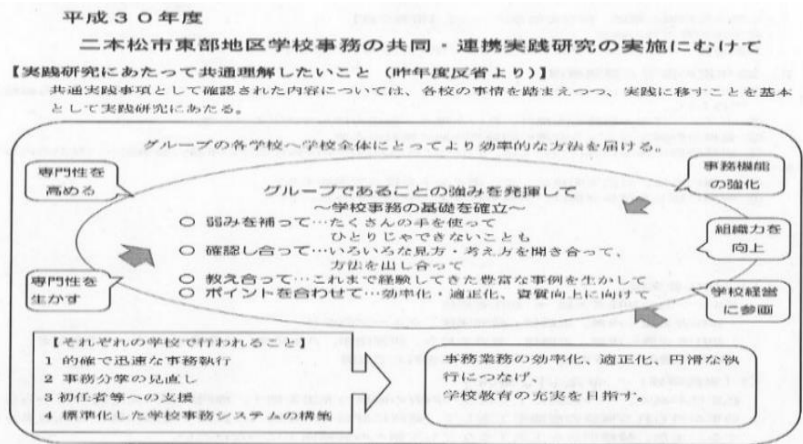 平成３０年度
二本松市東部地区学校事務の共同・連携実践研究の実施にむけて
【実践研究にあたって共通理解したいこと（昨年度反省より）】
共通実践事項として確認された内容については、各校の事情を踏まえつつ、実践に移すことを基本
として実践研究にあたる。
グループの各学校へ学校全体にとってより効率的な方法を届ける。
専門性を
高める
事務機能
の強化
グループであることの強みを発揮して
～学校事務の基礎を確立～
○ 弱みを補って…たくさんの手を使って
ひとりじゃできないことも
組織力を
向上
○ 確認し合って…いろいろな見方・考え方を聞き合って、
方法を出し合って
専門性を
生かす
○ 教え合って…これまで経験してきた豊富な事例を生かして
○ ポイントを合わせて…効率化・適正化、資質向上に向けて
学校経営
に参画
【それぞれの学校で行われること】
1 的確で迅速な事務執行
2 事務分掌の見直し
3 初任者等への支援
4 標準化した学校事務システムの構築
事務業務の効率化、適正化、円滑な執
行につなげ、
学校教育の充実を目指す。